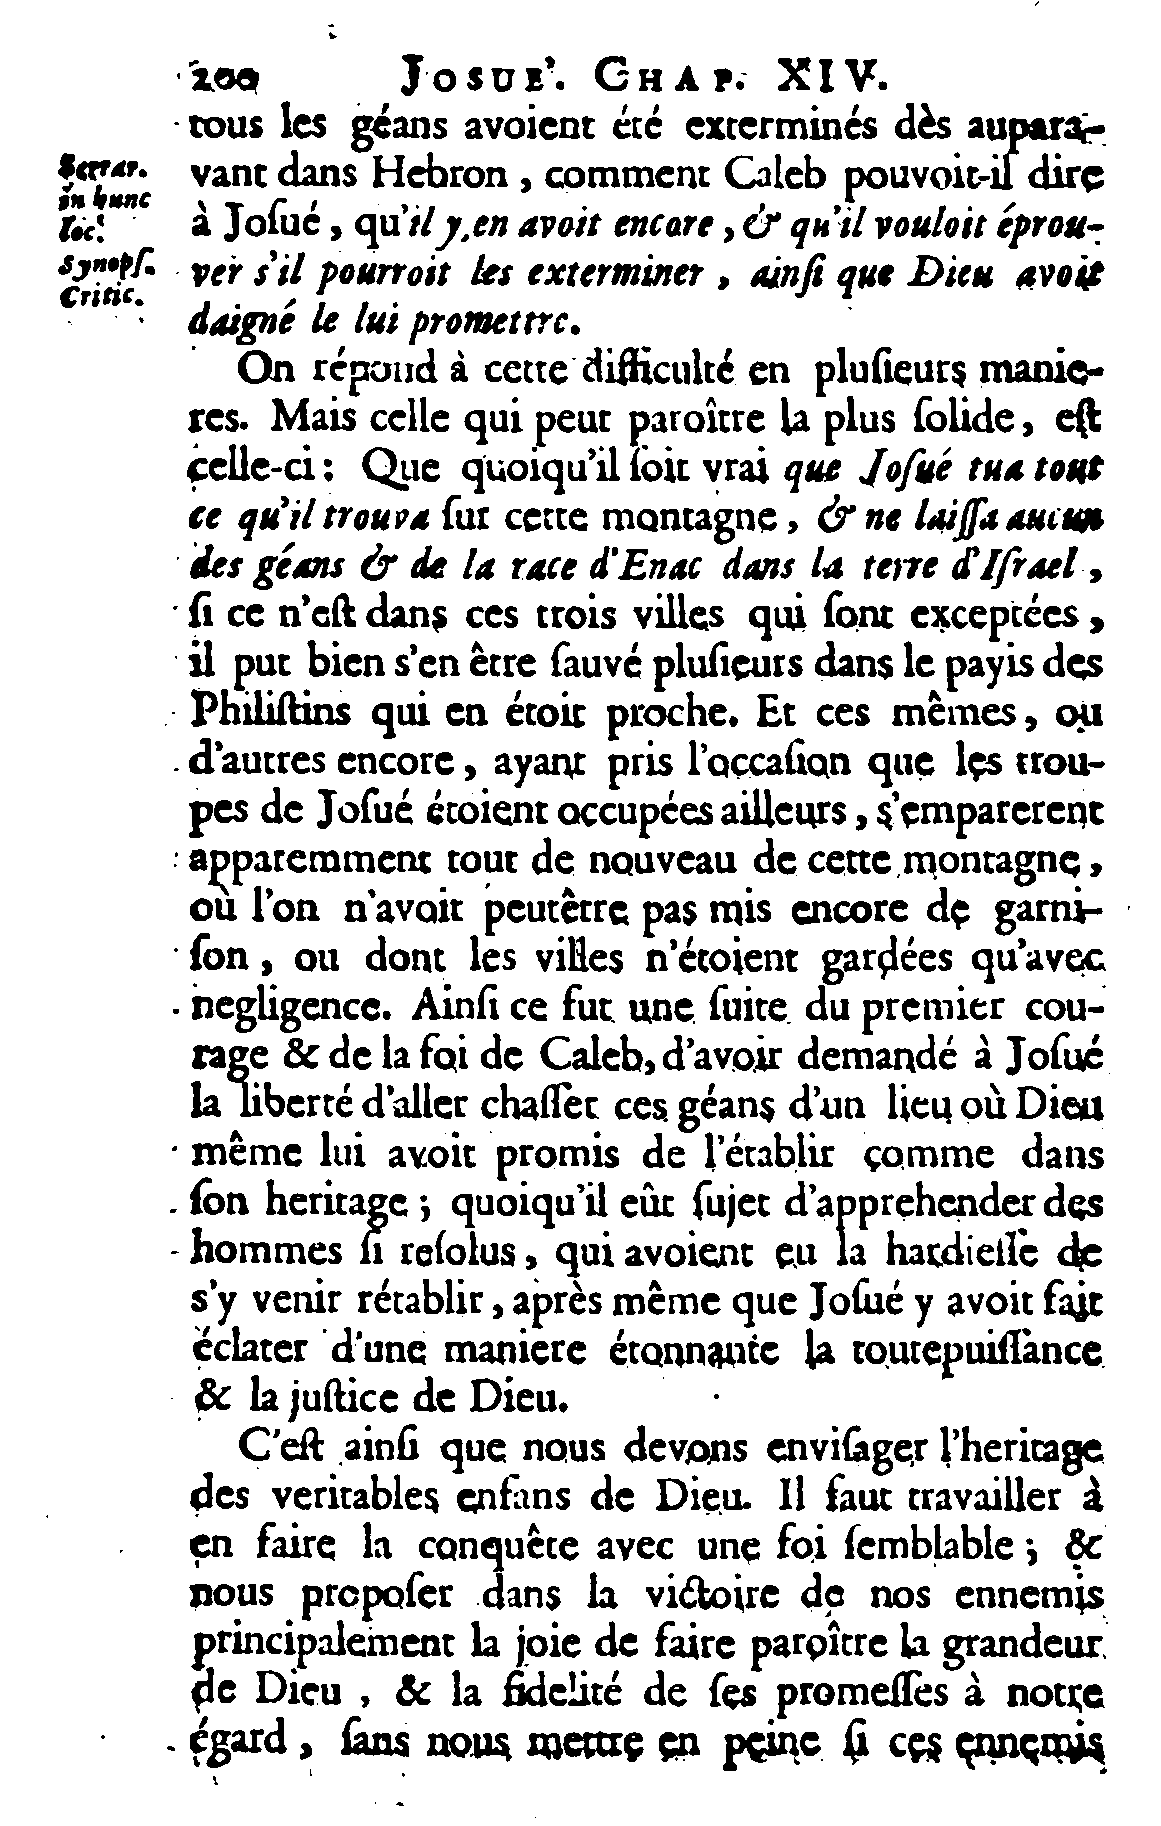 200 JOSUE'. CHAP. XIV.
tous les géans avoient été exterminés dès aupara-
vant dans Hebron, comment Caleb pouvoit-il dire
à Joſué, qu'il y en avoit encore, & qu'il vouloit éprou-
ver s'il pourroit les exterminer, ainſi que Dieu avoit
daigné le lui promettre.
Serrar.
in hunc
loc.
Synopſ.
Critic.
On répond à cette difficulté en pluſieurs manie-
res. Mais celle qui peut paroître la plus ſolide, eſt
celle-ci: Que quoiqu'il ſoit vrai que Joſué tua tout
ce qu'il trouva ſur cette montagne, & ne laiſſa aucun
des géans & de la race d'Enac dans la terre d'Iſrael,
ſi ce n'eſt dans ces trois villes qui ſont exceptées,
il put bien s'en être ſauvé pluſieurs dans le payis des
Philiſtins qui en étoit proche. Et ces mêmes, ou
d'autres encore, ayant pris l'occaſion que les trou-
pes de Joſué étoient occupées ailleurs, s'emparerent
apparemment tout de nouveau de cette montagne,
où l'on n'avoit peutêtre pas mis encore de garni-
ſon, ou dont les villes n'étoient gardées qu'avec
negligence. Ainſi ce fut une ſuite du premier cou-
rage & de la foi de Caleb, d'avoir demandé à Joſué
la liberté d'aller chaſſer ces géans d'un lieu où Dieu
même lui avoit promis de l'établir comme dans
ſon heritage; quoiqu'il eût ſujet d'apprehender des
hommes ſi reſolus, qui avoient eu la hardieſſe de
s'y venir rétablir, après même que Joſué y avoit fait
éclater d'une maniere étonnante la toutepuiſſance
& la juſtice de Dieu.
C'eſt ainſi que nous devons enviſager l'heritage
des veritables enfans de Dieu. Il faut travailler à
en faire la conquête avec une foi ſemblable; &
nous propoſer dans la victoire de nos ennemis
principalement la joie de faire paroître la grandeur
de Dieu, & la fidelité de ſes promeſſes à notre
égard, ſans nous mettre en peine ſi ces ennemis